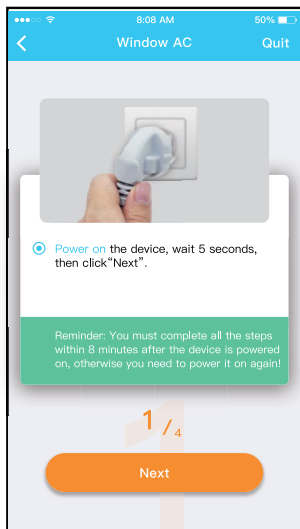 8:08 AM
50%
Window AC
Quit
Power on the device, wait 5 seconds,
then click“Next”.
Reminder: You must complete all the steps
within 8 minutes after the device is powered
on, otherwise you need to power it on again!
1/4
Next